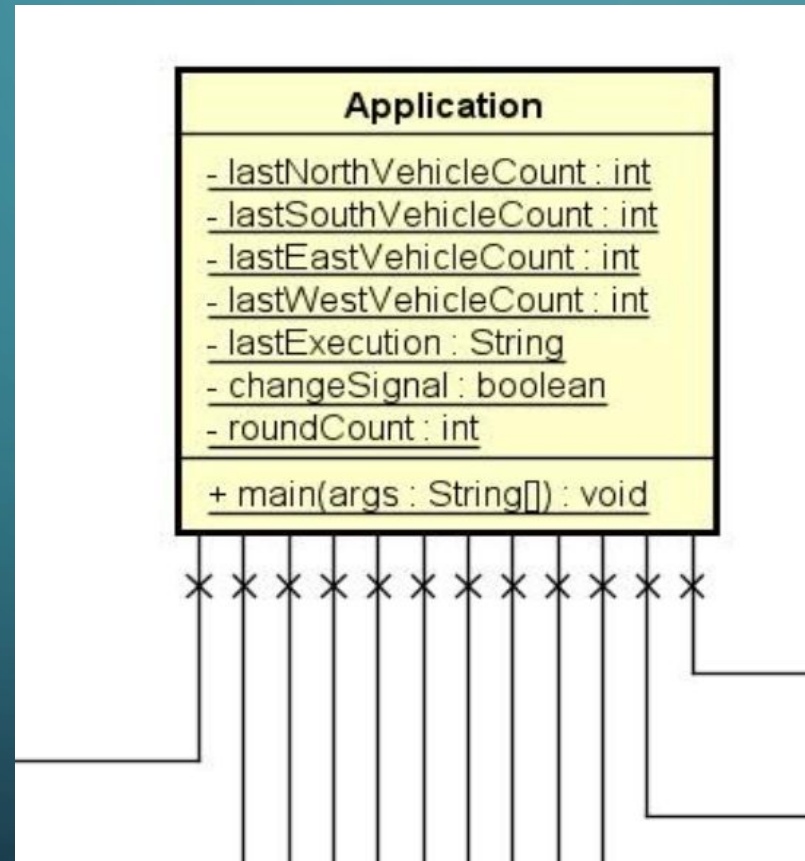 Application
- lastNorthVehicleCount : int
- lastSouthVehicleCount : int
- lastEastVehicleCount : int
- lastWestVehicleCount : int
- lastExecution : String
- changeSignal : boolean
- roundCount : int
+ main(args : String[]) : void